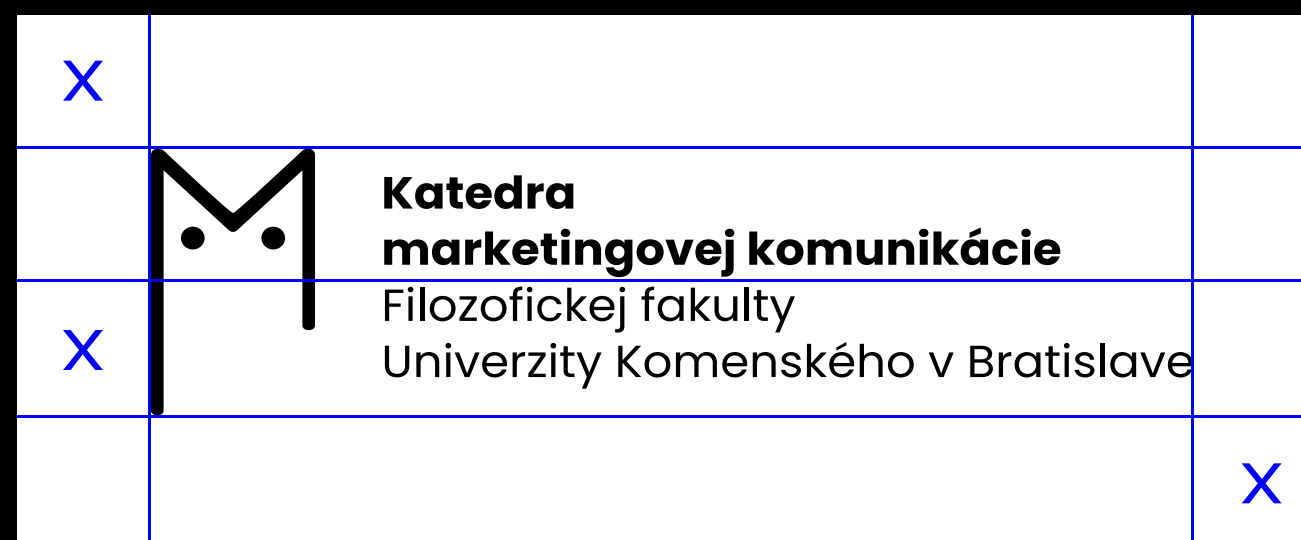 X
Katedra
marketingovej komunikácie
Filozofickej fakulty
X
Univerzity Komenského v Bratislave
X